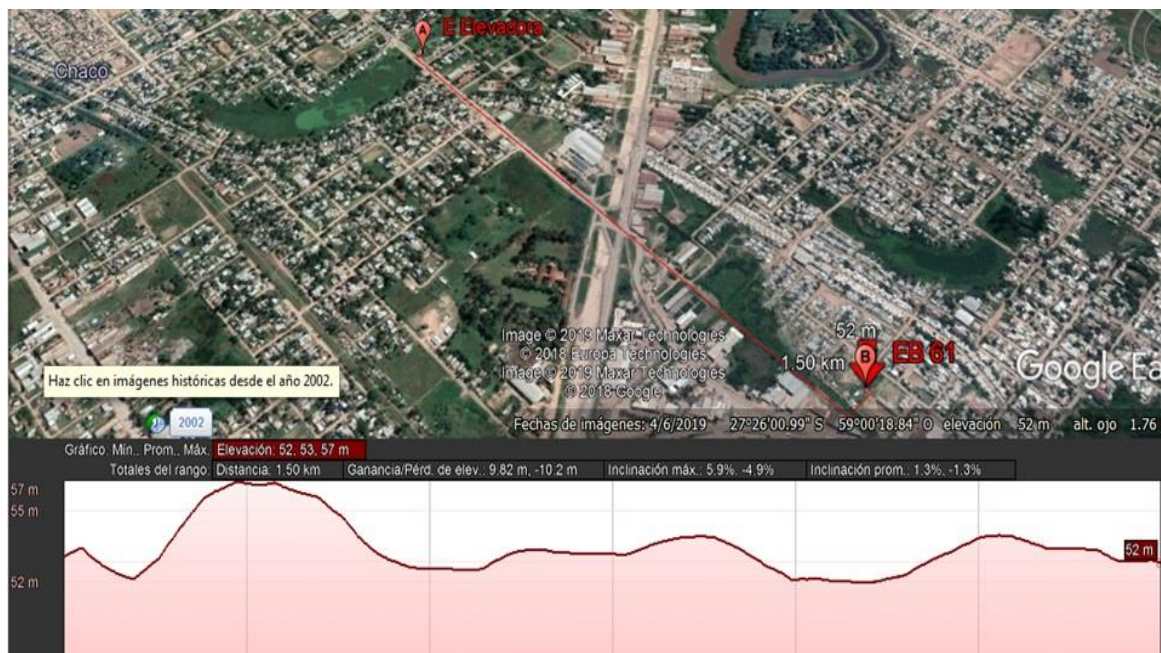 A
E Elevadora
Chaco
52 m
1.50 km
B
EB 61
Image © 2019 Maxar Technologies
© 2018 Europa Technologies
Image © 2019 Maxar Technologies
© 2018 Google
Google Ea
Haz clic en imágenes históricas desde el año 2002.
2002
Fechas de imágenes: 4/6/2019 27°26'00.99" S 59°00'18.84" O elevación 52 m alt. ojo 1.76
Gráfico: Mín., Prom., Máx. Elevación: 52, 53, 57 m
Totales del rango: Distancia: 1.50 km Ganancia/Pérd. de elev.: 9.82 m, -10.2 m Inclinación máx.: 5.9%, -4.9% Inclinación prom.: 1.3%, -1.3%
57 m
55 m
52 m
52 m